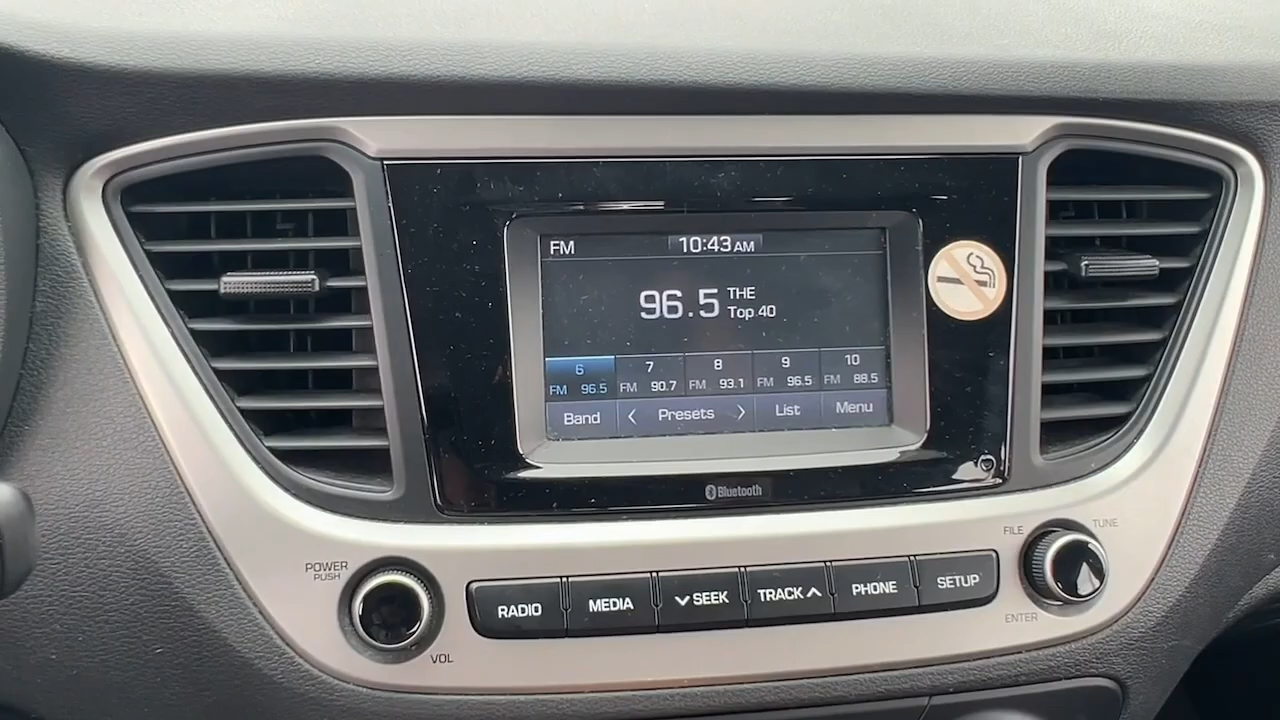 FM 10:43 AM
96.5 THE
Top 40
6 7 8 9 10
FM 96.5 FM 90.7 FM 93.1 FM 96.5 FM 88.5
Band < Presets > List Menu
Bluetooth
POWER
PUSH
VOL
RADIO MEDIA SEEK TRACK PHONE SETUP
FILE TUNE
ENTER